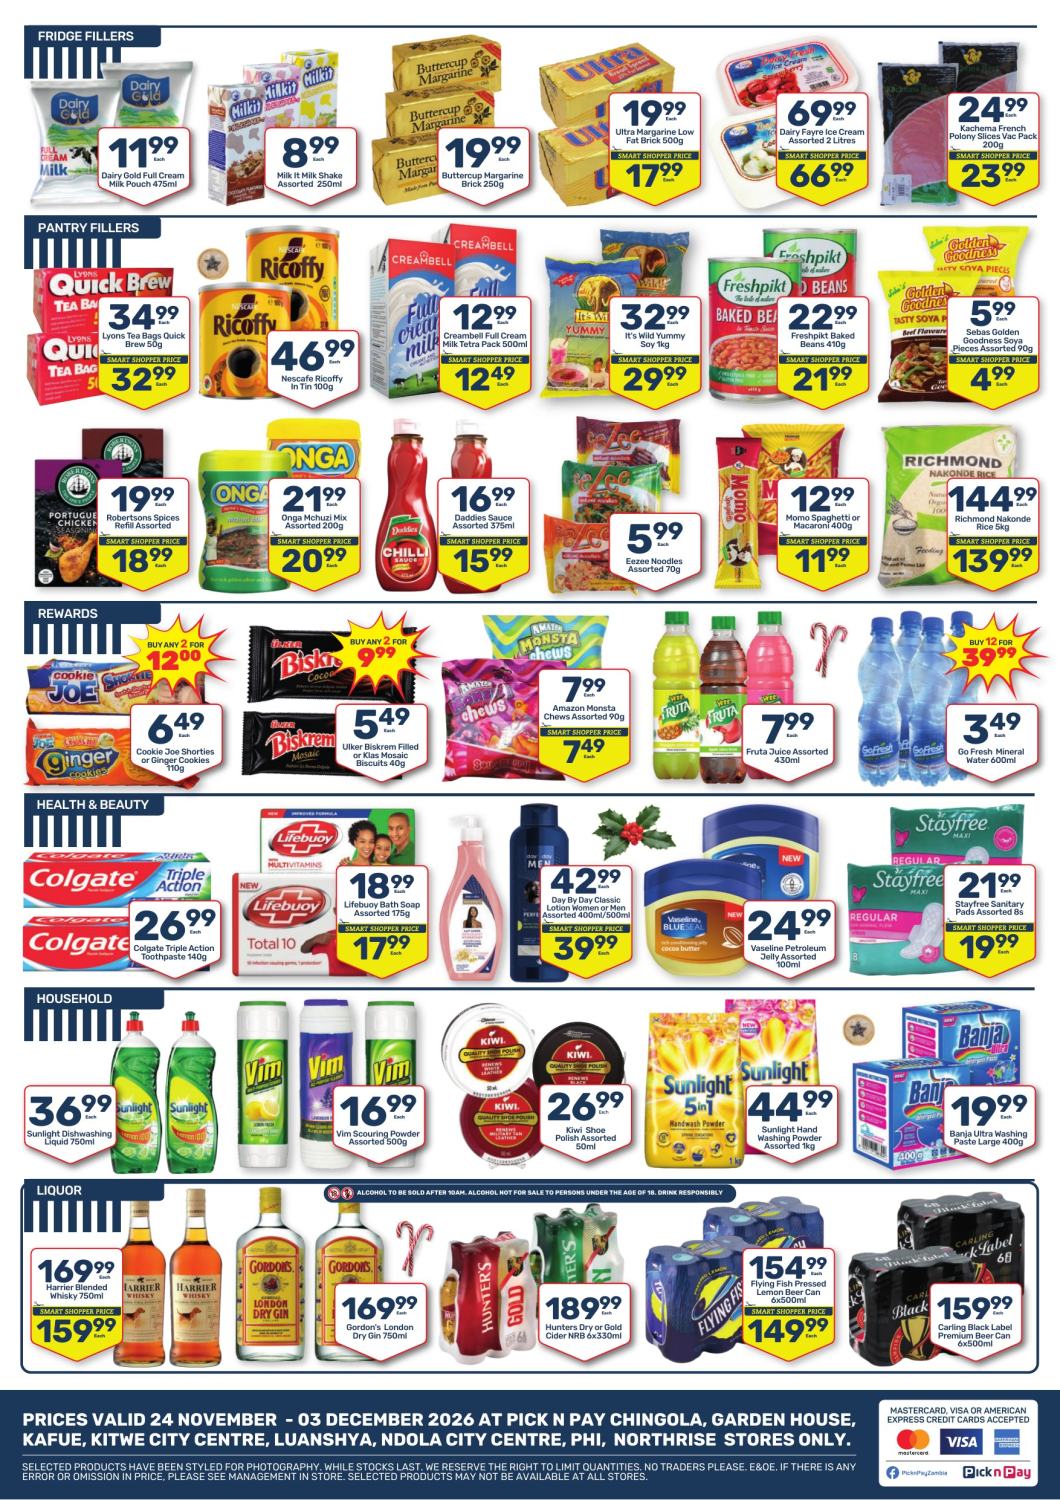 FRIDGE FILLERS
11.99 Each
Dairy Gold Full Cream
Milk Pouch 475ml
8.99 Each
Milk It Milk Shake
Assorted 250ml
19.99 Each
Buttercup Margarine
Brick 250g
19.99 Each
Ultra Margarine Low
Fat Brick 500g
SMART SHOPPER PRICE
17.99 Each
69.99 Each
Dairy Fayre Ice Cream
Assorted 2 Litres
SMART SHOPPER PRICE
66.99 Each
24.99 Each
Kachema French
Polony Slices Vac Pack
200g
SMART SHOPPER PRICE
23.99 Each
PANTRY FILLERS
34.99 Each
Lyons Tea Bags Quick
Brew 50g
SMART SHOPPER PRICE
32.99 Each
46.99 Each
Nescafe Ricoffy
In Tin 100g
12.99 Each
Creambell Full Cream
Milk Tetra Pack 500ml
SMART SHOPPER PRICE
12.49 Each
32.99 Each
It's Wild Yummy
Soy 1kg
SMART SHOPPER PRICE
29.99 Each
22.99 Each
Freshpikt Baked
Beans 410g
SMART SHOPPER PRICE
21.99 Each
5.99 Each
Sebas Golden
Goodness Soya
Pieces Assorted 90g
SMART SHOPPER PRICE
4.99 Each
19.99 Each
Robertsons Spices
Refill Assorted
SMART SHOPPER PRICE
18.99 Each
21.99 Each
Onga Mchuzi Mix
Assorted 200g
SMART SHOPPER PRICE
20.99 Each
16.99 Each
Daddies Sauce
Assorted 375ml
SMART SHOPPER PRICE
15.99 Each
5.99 Each
Eezee Noodles
Assorted 70g
12.99 Each
Momo Spaghetti or
Macaroni 400g
SMART SHOPPER PRICE
11.99 Each
144.99 Each
Richmond Nakonde
Rice 5kg
SMART SHOPPER PRICE
139.99 Each
REWARDS
BUY ANY 2 FOR
12.00
6.49 Each
Cookie Joe Shorties
or Ginger Cookies
110g
BUY ANY 2 FOR
9.99
5.49 Each
Ulker Biskrem Filled
or Klas Mosaic
Biscuits 40g
7.99 Each
Amazon Monsta
Chews Assorted 90g
SMART SHOPPER PRICE
7.49 Each
7.99 Each
Fruta Juice Assorted
430ml
BUY 12 FOR
39.99
3.49 Each
Go Fresh Mineral
Water 600ml
HEALTH & BEAUTY
26.99 Each
Colgate Triple Action
Toothpaste 140g
18.99 Each
Lifebuoy Bath Soap
Assorted 175g
SMART SHOPPER PRICE
17.99 Each
42.99 Each
Day By Day Classic
Lotion Women or Men
Assorted 400ml/500ml
SMART SHOPPER PRICE
39.99 Each
24.99 Each
Vaseline Petroleum
Jelly Assorted
100ml
21.99 Each
Stayfree Sanitary
Pads Assorted 8s
SMART SHOPPER PRICE
19.99 Each
HOUSEHOLD
36.99 Each
Sunlight Dishwashing
Liquid 750ml
16.99 Each
Vim Scouring Powder
Assorted 500g
26.99 Each
Kiwi Shoe
Polish Assorted
50ml
44.99 Each
Sunlight Hand
Washing Powder
Assorted 1kg
19.99 Each
Banja Ultra Washing
Paste Large 400g
LIQUOR
ALCOHOL TO BE SOLD AFTER 10AM. ALCOHOL NOT FOR SALE TO PERSONS UNDER THE AGE OF 18. DRINK RESPONSIBLY
169.99 Each
Harrier Blended
Whisky 750ml
SMART SHOPPER PRICE
159.99 Each
169.99 Each
Gordon's London
Dry Gin 750ml
189.99 Each
Hunters Dry or Gold
Cider NRB 6x330ml
154.99 Each
Flying Fish Pressed
Lemon Beer Can
6x500ml
SMART SHOPPER PRICE
149.99 Each
159.99 Each
Carling Black Label
Premium Beer Can
6x500ml
PRICES VALID 24 NOVEMBER - 03 DECEMBER 2026 AT PICK N PAY CHINGOLA, GARDEN HOUSE,
KAFUE, KITWE CITY CENTRE, LUANSHYA, NDOLA CITY CENTRE, PHI, NORTHRISE STORES ONLY.
SELECTED PRODUCTS HAVE BEEN STYLED FOR PHOTOGRAPHY. WHILE STOCKS LAST. WE RESERVE THE RIGHT TO LIMIT QUANTITIES. NO TRADERS PLEASE. E&OE. IF THERE IS ANY
ERROR OR OMISSION IN PRICE, PLEASE SEE MANAGEMENT IN STORE. SELECTED PRODUCTS MAY NOT BE AVAILABLE AT ALL STORES.
MASTERCARD, VISA OR AMERICAN
EXPRESS CREDIT CARDS ACCEPTED
mastercard VISA AMERICAN EXPRESS
PicknPayZambia Pick n Pay